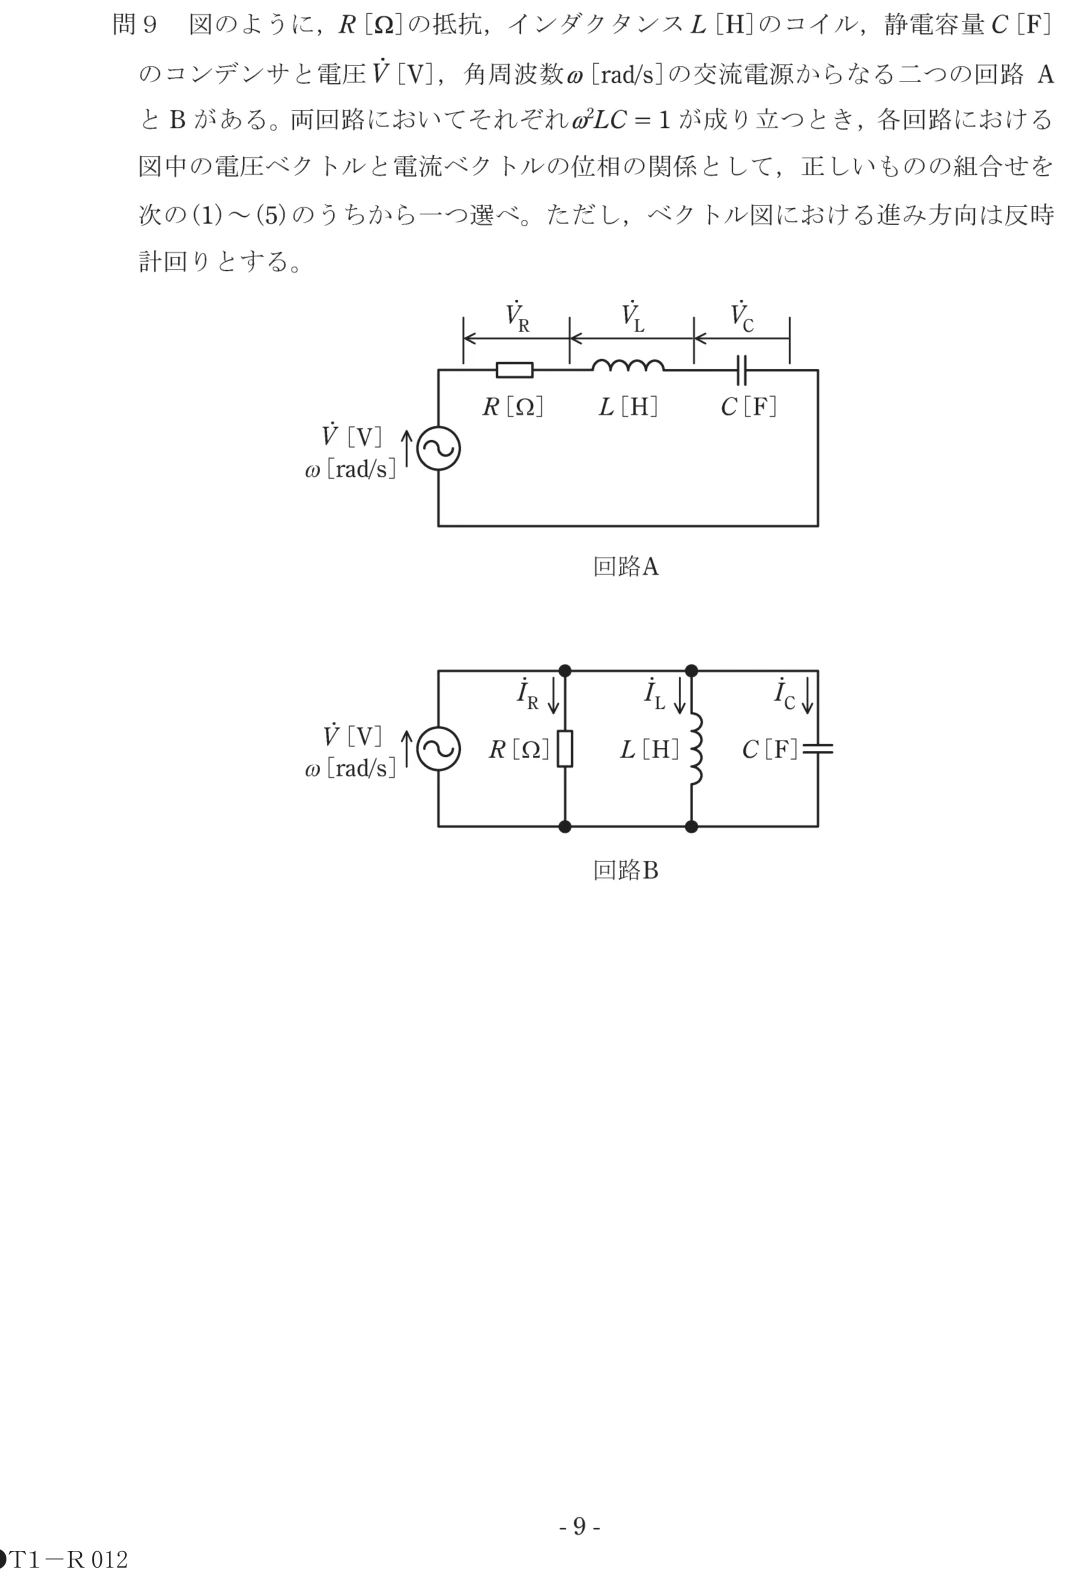 問９ 図のように，R［Ω］の抵抗，インダクタンスL［H］のコイル，静電容量C［F］
のコンデンサと電圧V̇［V］，角周波数ω［rad/s］の交流電源からなる二つの回路 A
と B がある。両回路においてそれぞれω²LC = 1 が成り立つとき，各回路における
図中の電圧ベクトルと電流ベクトルの位相の関係として，正しいものの組合せを
次の(1)～(5)のうちから一つ選べ。ただし，ベクトル図における進み方向は反時
計回りとする。
V̇R V̇L V̇C
R［Ω］ L［H］ C［F］
V̇［V］
ω［rad/s］
回路A
İR İL İC
V̇［V］ R［Ω］ L［H］ C［F］
ω［rad/s］
回路B
- 9 -
●T1－R 012